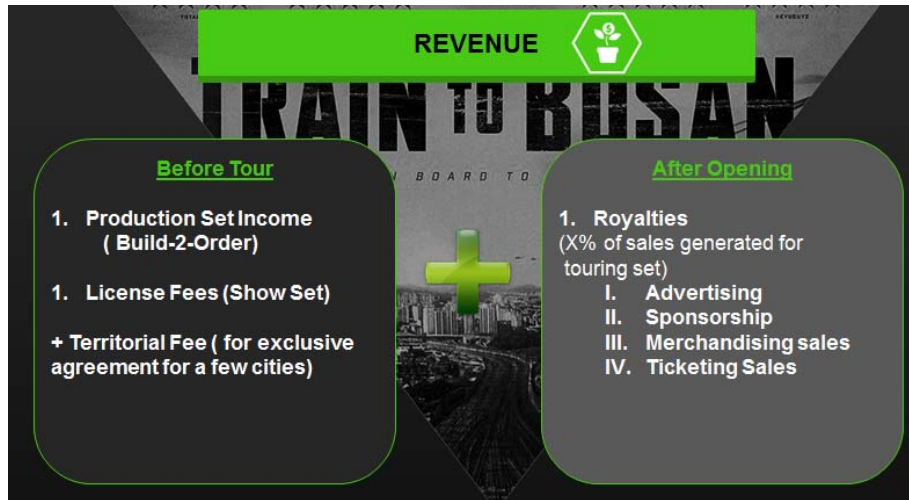 REVENUE
TRAIN TO BUSAN
BOARD TO
Before Tour
1. Production Set Income
( Build-2-Order)
1. License Fees (Show Set)
+ Territorial Fee ( for exclusive
agreement for a few cities)
After Opening
1. Royalties
(X% of sales generated for
touring set)
I. Advertising
II. Sponsorship
III. Merchandising sales
IV. Ticketing Sales